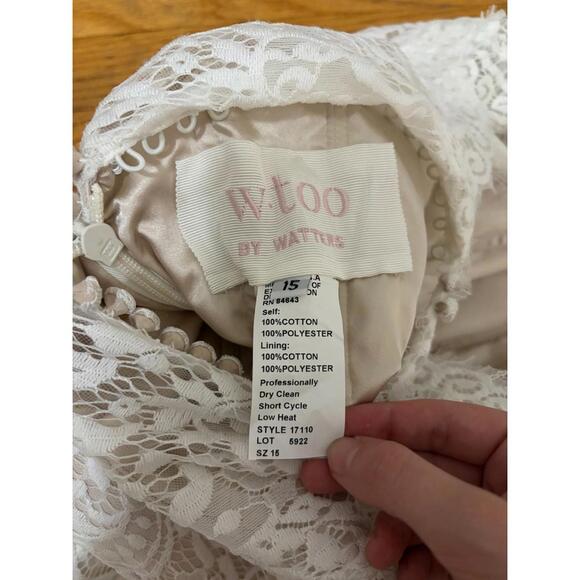 w.too
BY WATTERS
15
RN 84643
Self:
100%COTTON
100%POLYESTER
Lining:
100%COTTON
100%POLYESTER
Professionally
Dry Clean
Short Cycle
Low Heat
STYLE 17110
LOT 5922
SZ 15